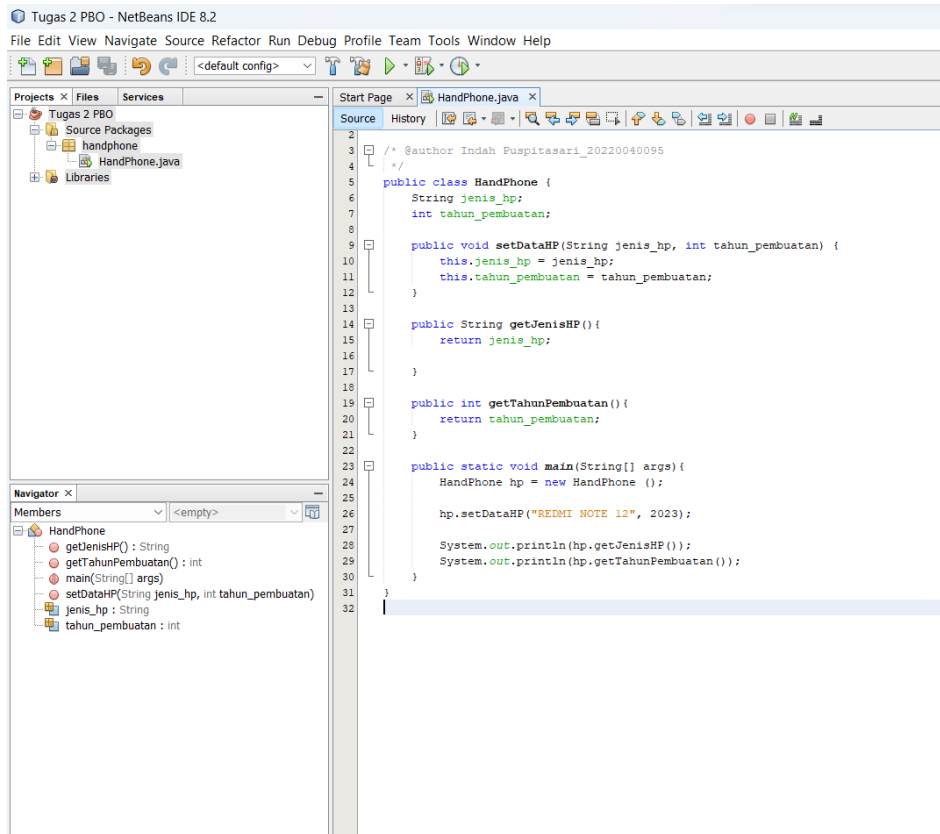 Tugas 2 PBO - NetBeans IDE 8.2
File Edit View Navigate Source Refactor Run Debug Profile Team Tools Window Help
<default config>
Projects × Files Services
Tugas 2 PBO
Source Packages
handphone
HandPhone.java
Libraries
Navigator ×
Members <empty>
HandPhone
getJenisHP() : String
getTahunPembuatan() : int
main(String[] args)
setDataHP(String jenis_hp, int tahun_pembuatan)
jenis_hp : String
tahun_pembuatan : int
Start Page × HandPhone.java ×
Source History
2
3 /* @author Indah Puspitasari_20220040095
4 */
5 public class HandPhone {
6 String jenis_hp;
7 int tahun_pembuatan;
8
9 public void setDataHP(String jenis_hp, int tahun_pembuatan) {
10 this.jenis_hp = jenis_hp;
11 this.tahun_pembuatan = tahun_pembuatan;
12 }
13
14 public String getJenisHP(){
15 return jenis_hp;
16
17 }
18
19 public int getTahunPembuatan(){
20 return tahun_pembuatan;
21 }
22
23 public static void main(String[] args){
24 HandPhone hp = new HandPhone ();
25
26 hp.setDataHP("REDMI NOTE 12", 2023);
27
28 System.out.println(hp.getJenisHP());
29 System.out.println(hp.getTahunPembuatan());
30 }
31 }
32